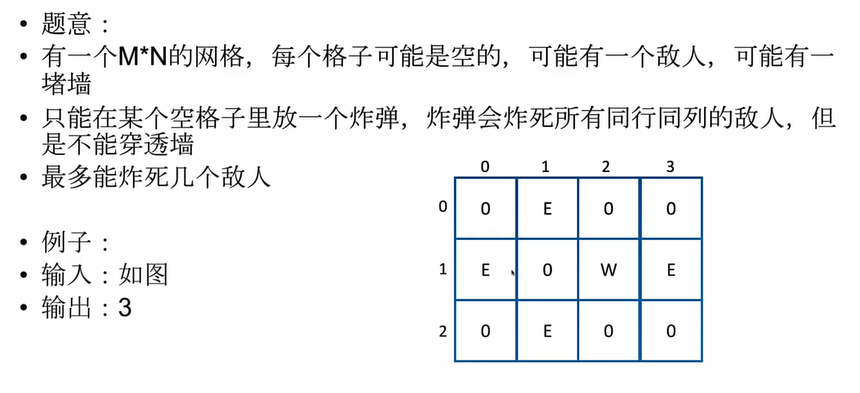 • 题意：
• 有一个M*N的网格，每个格子可能是空的，可能有一个敌人，可能有一
堵墙
• 只能在某个空格子里放一个炸弹，炸弹会炸死所有同行同列的敌人，但
是不能穿透墙
• 最多能炸死几个敌人
• 例子：
• 输入：如图
• 输出：3
0 1 2 3
0 0 E 0 0
1 E 0 W E
2 0 E 0 0